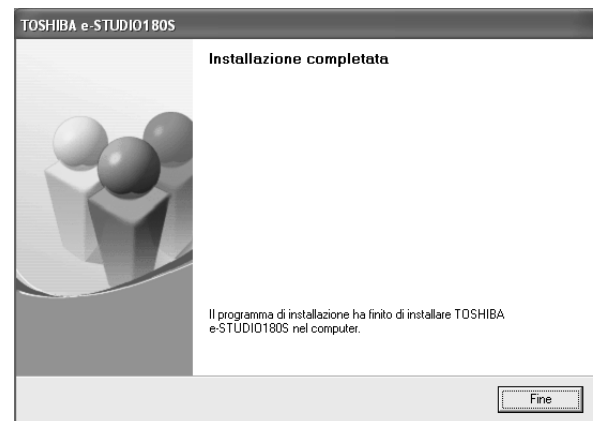 TOSHIBA e-STUDIO180S
Installazione completata
Il programma di installazione ha finito di installare TOSHIBA
e-STUDIO180S nel computer.
Fine